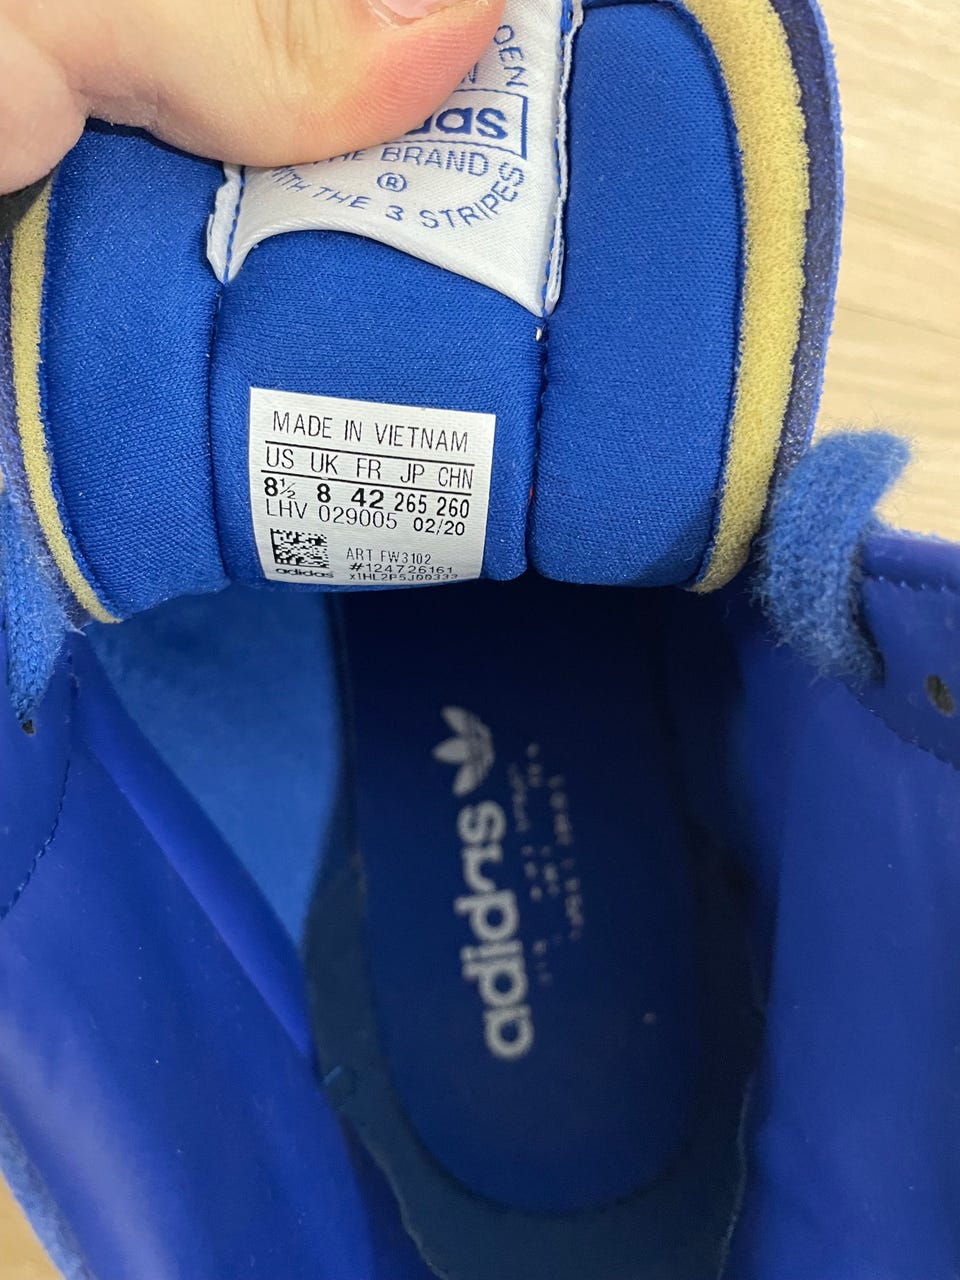 THE BRAND
®
WITH THE 3 STRIPES
MADE IN VIETNAM
US UK FR JP CHN
8½ 8 42 265 260
LHV 029005 02/20
ART FW3102
#124726161
adidas x1HL2P5J00333
adidas